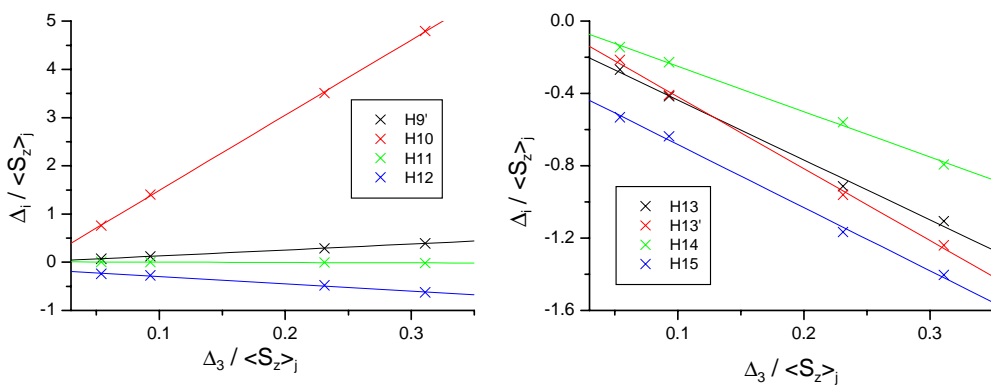 5
4
3
2
1
0
-1
Δi / <Sz>j
H9'
H10
H11
H12
0.1
0.2
0.3
Δ3 / <Sz>j
0.0
-0.4
-0.8
-1.2
-1.6
Δi / <Sz>j
H13
H13'
H14
H15
0.1
0.2
0.3
Δ3 / <Sz>j